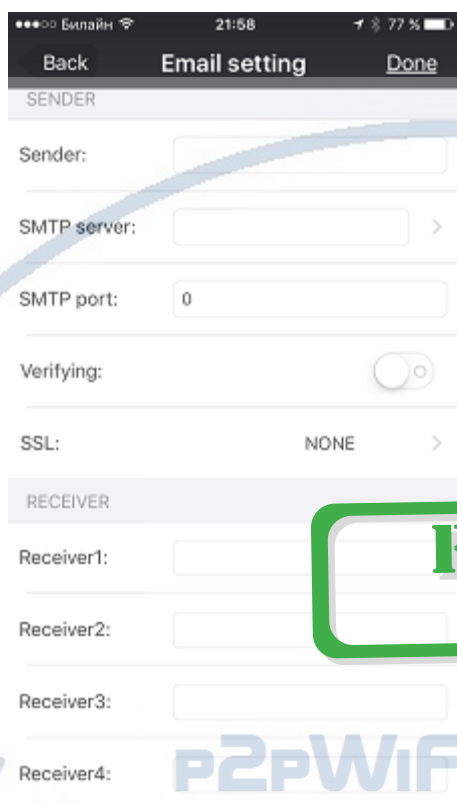 Билайн 21:58 77 %
Back Email setting Done
SENDER
Sender:
SMTP server:
SMTP port: 0
Verifying:
SSL: NONE
RECEIVER
Receiver1:
Receiver2:
Receiver3:
Receiver4:
P2PWiF